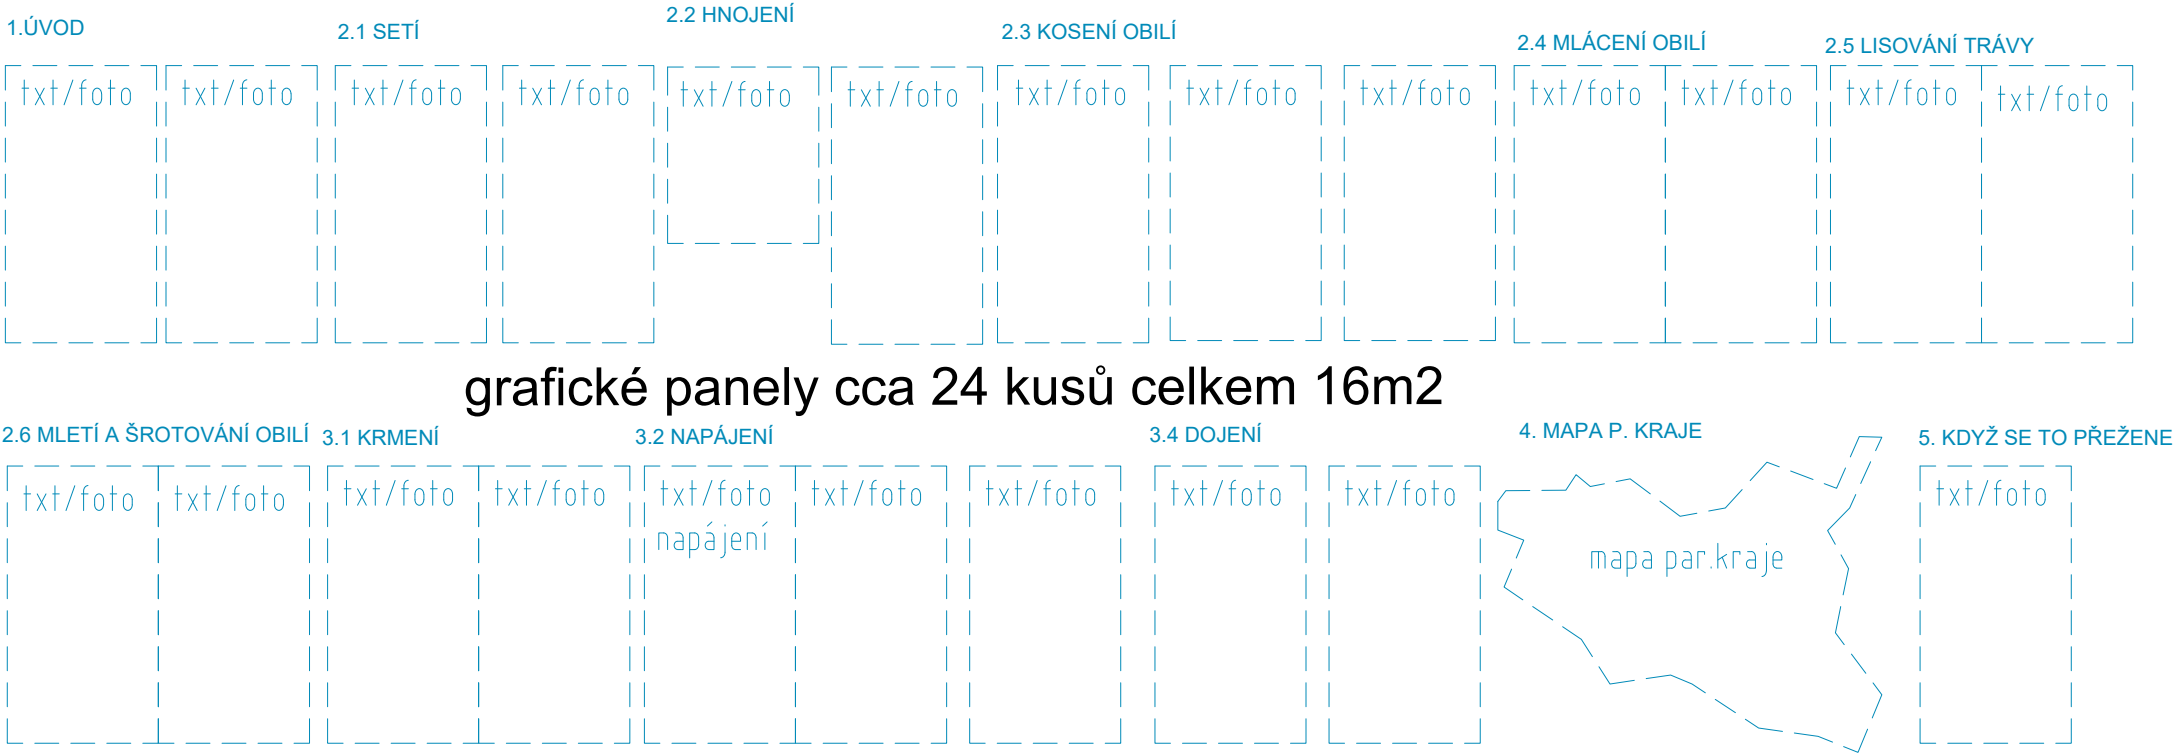 1.ÚVOD
2.1 SETÍ
2.2 HNOJENÍ
2.3 KOSENÍ OBILÍ
2.4 MLÁCENÍ OBILÍ
2.5 LISOVÁNÍ TRÁVY
txt/foto
txt/foto
txt/foto
txt/foto
txt/foto
txt/foto
txt/foto
txt/foto
txt/foto
txt/foto
txt/foto
txt/foto
txt/foto
grafické panely cca 24 kusů celkem 16m2
2.6 MLETÍ A ŠROTOVÁNÍ OBILÍ
3.1 KRMENÍ
3.2 NAPÁJENÍ
3.4 DOJENÍ
4. MAPA P. KRAJE
5. KDYŽ SE TO PŘEŽENE
txt/foto
txt/foto
txt/foto
txt/foto
txt/foto
napájení
txt/foto
txt/foto
txt/foto
txt/foto
mapa par.kraje
txt/foto